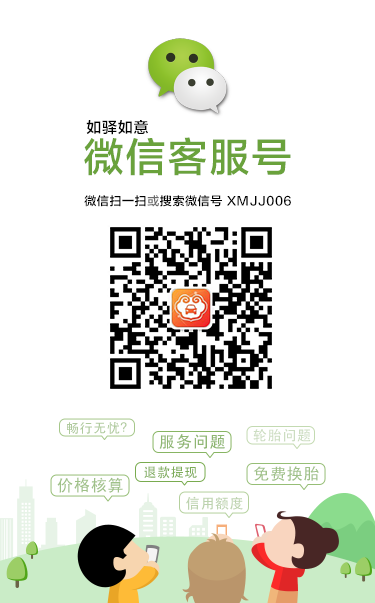 如驿如意
微信客服号
微信扫一扫或搜索微信号 XMJJ006
畅行无忧?
服务问题
轮胎问题
退款提现
免费换胎
价格核算
信用额度